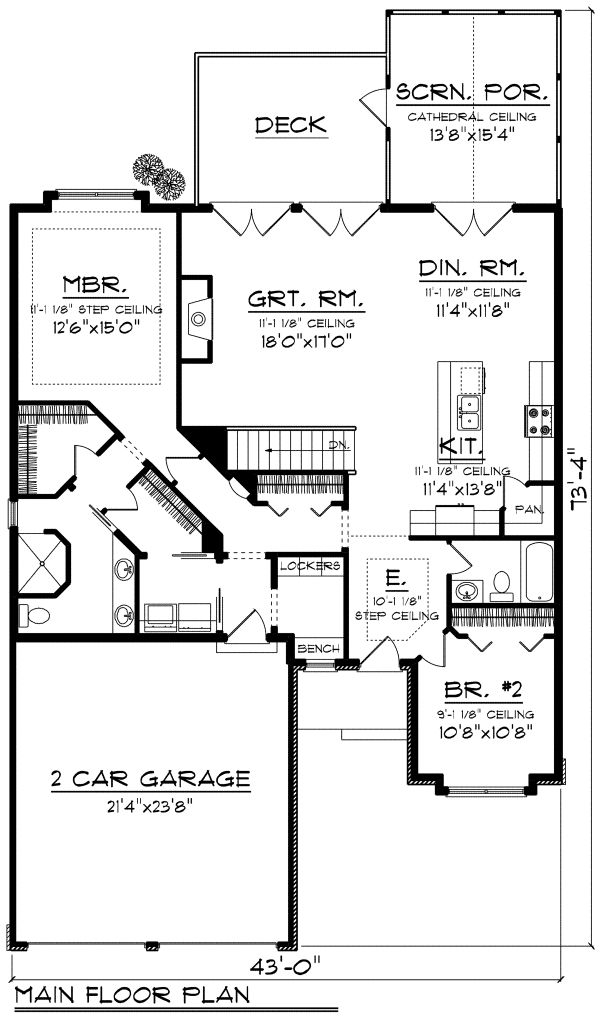 SCRN. POR.
CATHEDRAL CEILING
13'8"x15'4"
DECK
MBR.
11'-1 1/8" STEP CEILING
12'6"x15'0"
GRT. RM.
11'-1 1/8" CEILING
18'0"x17'0"
DIN. RM.
11'-1 1/8" CEILING
11'4"x11'8"
DN.
KIT.
11'-1 1/8" CEILING
11'4"x13'8"
PAN.
73'-4"
LOCKERS
E.
10'-1 1/8"
STEP CEILING
BENCH
BR. #2
9'-1 1/8" CEILING
10'8"x10'8"
2 CAR GARAGE
21'4"x23'8"
43'-0"
MAIN FLOOR PLAN